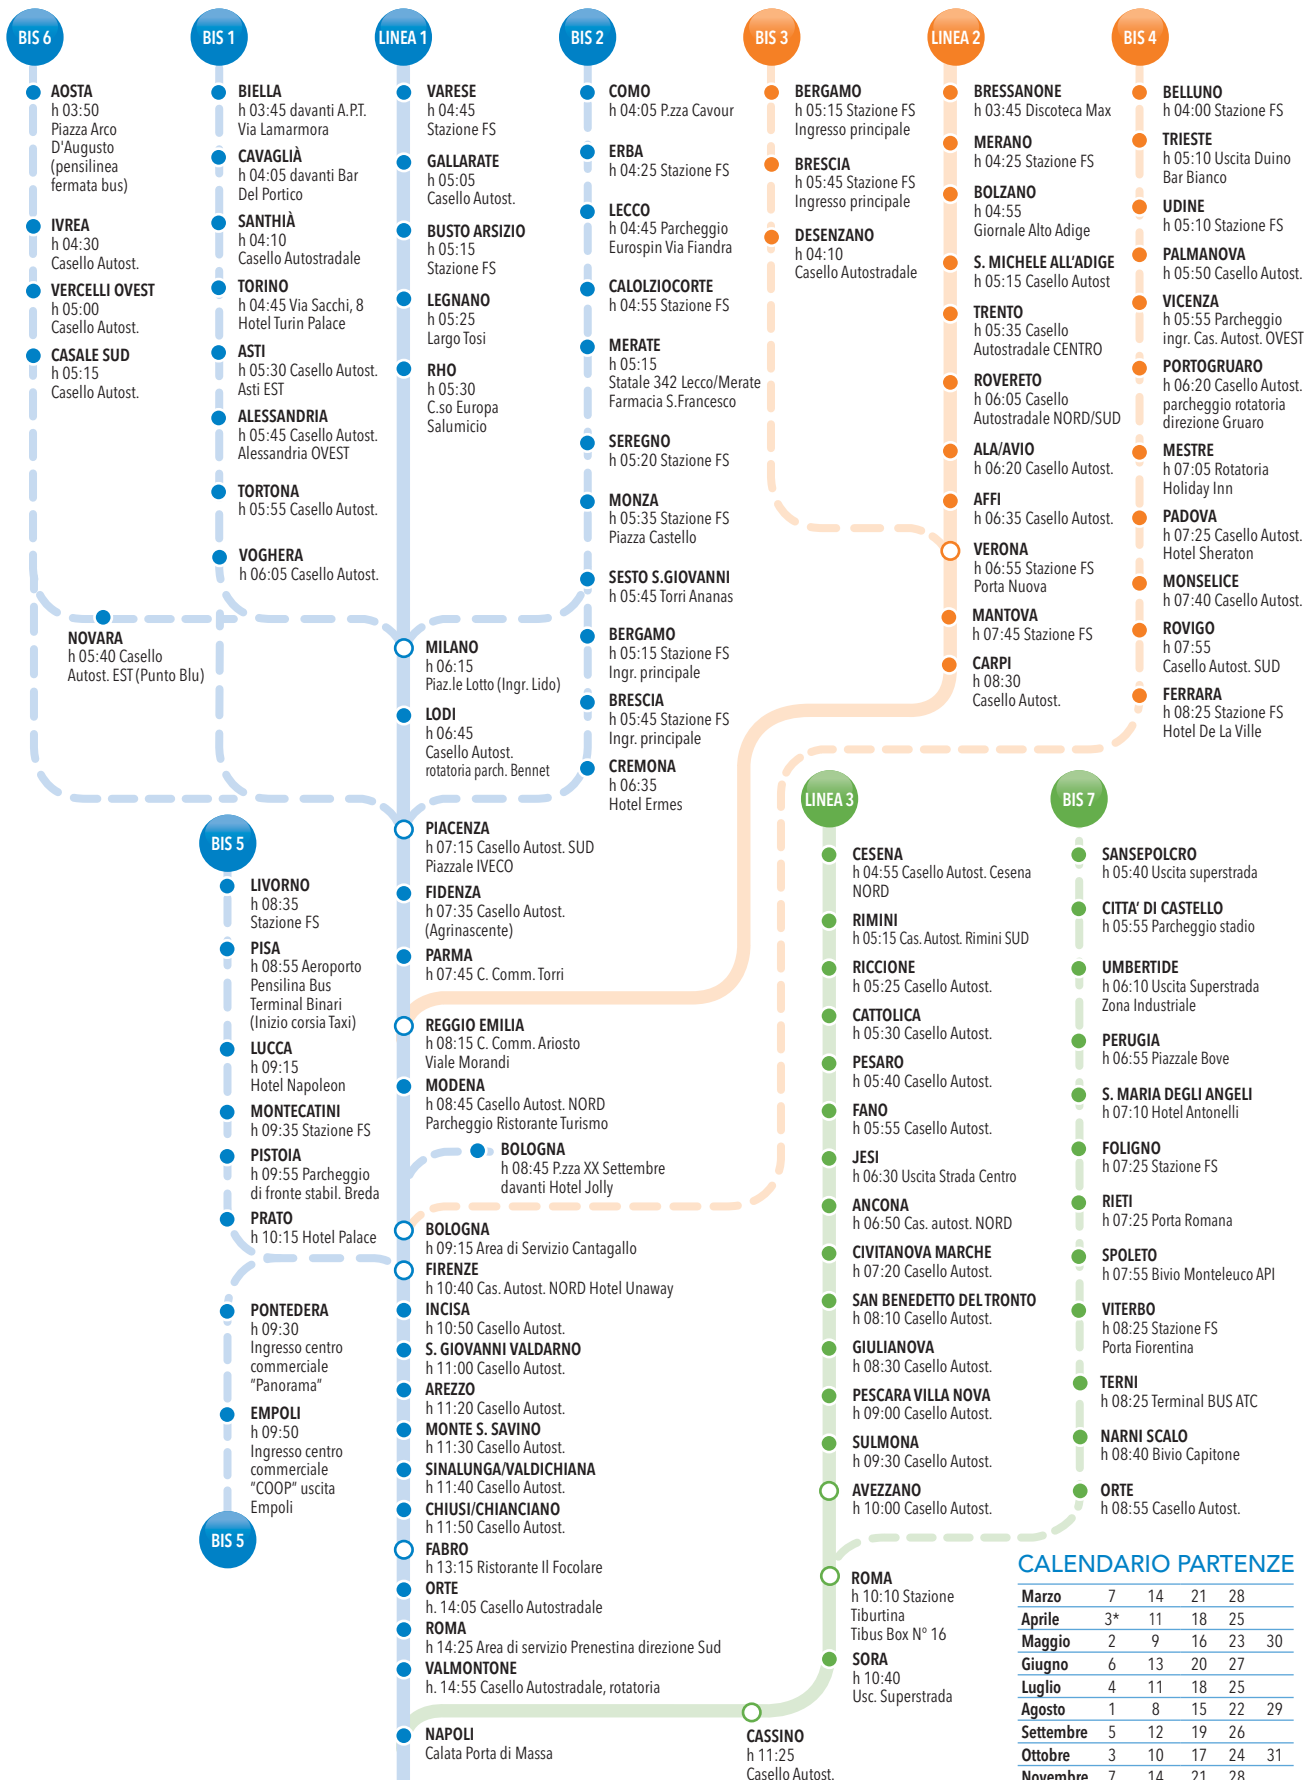 BIS 6
AOSTA
h 03:50
Piazza Arco
D'Augusto
(pensilinea
fermata bus)
IVREA
h 04:30
Casello Autost.
VERCELLI OVEST
h 05:00
Casello Autost.
CASALE SUD
h 05:15
Casello Autost.
NOVARA
h 05:40 Casello
Autost. EST (Punto Blu)
BIS 1
BIELLA
h 03:45 davanti A.P.T.
Via Lamarmora
CAVAGLIÀ
h 04:05 davanti Bar
Del Portico
SANTHIÀ
h 04:10
Casello Autostradale
TORINO
h 04:45 Via Sacchi, 8
Hotel Turin Palace
ASTI
h 05:30 Casello Autost.
Asti EST
ALESSANDRIA
h 05:45 Casello Autost.
Alessandria OVEST
TORTONA
h 05:55 Casello Autost.
VOGHERA
h 06:05 Casello Autost.
LINEA 1
VARESE
h 04:45
Stazione FS
GALLARATE
h 05:05
Casello Autost.
BUSTO ARSIZIO
h 05:15
Stazione FS
LEGNANO
h 05:25
Largo Tosi
RHO
h 05:30
C.so Europa
Salumicio
MILANO
h 06:15
Piaz.le Lotto (Ingr. Lido)
LODI
h 06:45
Casello Autost.
rotatoria parch. Bennet
PIACENZA
h 07:15 Casello Autost. SUD
Piazzale IVECO
FIDENZA
h 07:35 Casello Autost.
(Agrinascente)
PARMA
h 07:45 C. Comm. Torri
REGGIO EMILIA
h 08:15 C. Comm. Ariosto
Viale Morandi
MODENA
h 08:45 Casello Autost. NORD
Parcheggio Ristorante Turismo
BOLOGNA
h 08:45 P.zza XX Settembre
davanti Hotel Jolly
BOLOGNA
h 09:15 Area di Servizio Cantagallo
FIRENZE
h 10:40 Cas. Autost. NORD Hotel Unaway
INCISA
h 10:50 Casello Autost.
S. GIOVANNI VALDARNO
h 11:00 Casello Autost.
AREZZO
h 11:20 Casello Autost.
MONTE S. SAVINO
h 11:30 Casello Autost.
SINALUNGA/VALDICHIANA
h 11:40 Casello Autost.
CHIUSI/CHIANCIANO
h 11:50 Casello Autost.
FABRO
h 13:15 Ristorante Il Focolare
ORTE
h. 14:05 Casello Autostradale
ROMA
h 14:25 Area di servizio Prenestina direzione Sud
VALMONTONE
h. 14:55 Casello Autostradale, rotatoria
NAPOLI
Calata Porta di Massa
BIS 2
COMO
h 04:05 P.zza Cavour
ERBA
h 04:25 Stazione FS
LECCO
h 04:45 Parcheggio
Eurospin Via Fiandra
CALOLZIOCORTE
h 04:55 Stazione FS
MERATE
h 05:15
Statale 342 Lecco/Merate
Farmacia S.Francesco
SEREGNO
h 05:20 Stazione FS
MONZA
h 05:35 Stazione FS
Piazza Castello
SESTO S.GIOVANNI
h 05:45 Torri Ananas
BERGAMO
h 05:15 Stazione FS
Ingr. principale
BRESCIA
h 05:45 Stazione FS
Ingr. principale
CREMONA
h 06:35
Hotel Ermes
BIS 5
LIVORNO
h 08:35
Stazione FS
PISA
h 08:55 Aeroporto
Pensilina Bus
Terminal Binari
(Inizio corsia Taxi)
LUCCA
h 09:15
Hotel Napoleon
MONTECATINI
h 09:35 Stazione FS
PISTOIA
h 09:55 Parcheggio
di fronte stabil. Breda
PRATO
h 10:15 Hotel Palace
PONTEDERA
h 09:30
Ingresso centro
commerciale
"Panorama"
EMPOLI
h 09:50
Ingresso centro
commerciale
"COOP" uscita
Empoli
BIS 5
BIS 3
BERGAMO
h 05:15 Stazione FS
Ingresso principale
BRESCIA
h 05:45 Stazione FS
Ingresso principale
DESENZANO
h 04:10
Casello Autostradale
LINEA 2
BRESSANONE
h 03:45 Discoteca Max
MERANO
h 04:25 Stazione FS
BOLZANO
h 04:55
Giornale Alto Adige
S. MICHELE ALL'ADIGE
h 05:15 Casello Autost
TRENTO
h 05:35 Casello
Autostradale CENTRO
ROVERETO
h 06:05 Casello
Autostradale NORD/SUD
ALA/AVIO
h 06:20 Casello Autost.
AFFI
h 06:35 Casello Autost.
VERONA
h 06:55 Stazione FS
Porta Nuova
MANTOVA
h 07:45 Stazione FS
CARPI
h 08:30
Casello Autost.
BIS 4
BELLUNO
h 04:00 Stazione FS
TRIESTE
h 05:10 Uscita Duino
Bar Bianco
UDINE
h 05:10 Stazione FS
PALMANOVA
h 05:50 Casello Autost.
VICENZA
h 05:55 Parcheggio
ingr. Cas. Autost. OVEST
PORTOGRUARO
h 06:20 Casello Autost.
parcheggio rotatoria
direzione Gruaro
MESTRE
h 07:05 Rotatoria
Holiday Inn
PADOVA
h 07:25 Casello Autost.
Hotel Sheraton
MONSELICE
h 07:40 Casello Autost.
ROVIGO
h 07:55
Casello Autost. SUD
FERRARA
h 08:25 Stazione FS
Hotel De La Ville
LINEA 3
CESENA
h 04:55 Casello Autost. Cesena
NORD
RIMINI
h 05:15 Cas. Autost. Rimini SUD
RICCIONE
h 05:25 Casello Autost.
CATTOLICA
h 05:30 Casello Autost.
PESARO
h 05:40 Casello Autost.
FANO
h 05:55 Casello Autost.
JESI
h 06:30 Uscita Strada Centro
ANCONA
h 06:50 Cas. autost. NORD
CIVITANOVA MARCHE
h 07:20 Casello Autost.
SAN BENEDETTO DEL TRONTO
h 08:10 Casello Autost.
GIULIANOVA
h 08:30 Casello Autost.
PESCARA VILLA NOVA
h 09:00 Casello Autost.
SULMONA
h 09:30 Casello Autost.
AVEZZANO
h 10:00 Casello Autost.
ROMA
h 10:10 Stazione
Tiburtina
Tibus Box N° 16
SORA
h 10:40
Usc. Superstrada
CASSINO
h 11:25
Casello Autost.
BIS 7
SANSEPOLCRO
h 05:40 Uscita superstrada
CITTA' DI CASTELLO
h 05:55 Parcheggio stadio
UMBERTIDE
h 06:10 Uscita Superstrada
Zona Industriale
PERUGIA
h 06:55 Piazzale Bove
S. MARIA DEGLI ANGELI
h 07:10 Hotel Antonelli
FOLIGNO
h 07:25 Stazione FS
RIETI
h 07:25 Porta Romana
SPOLETO
h 07:55 Bivio Monteleuco API
VITERBO
h 08:25 Stazione FS
Porta Fiorentina
TERNI
h 08:25 Terminal BUS ATC
NARNI SCALO
h 08:40 Bivio Capitone
ORTE
h 08:55 Casello Autost.
CALENDARIO PARTENZE
Marzo 7 14 21 28
Aprile 3* 11 18 25
Maggio 2 9 16 23 30
Giugno 6 13 20 27
Luglio 4 11 18 25
Agosto 1 8 15 22 29
Settembre 5 12 19 26
Ottobre 3 10 17 24 31
Novembre 7 14 21 28